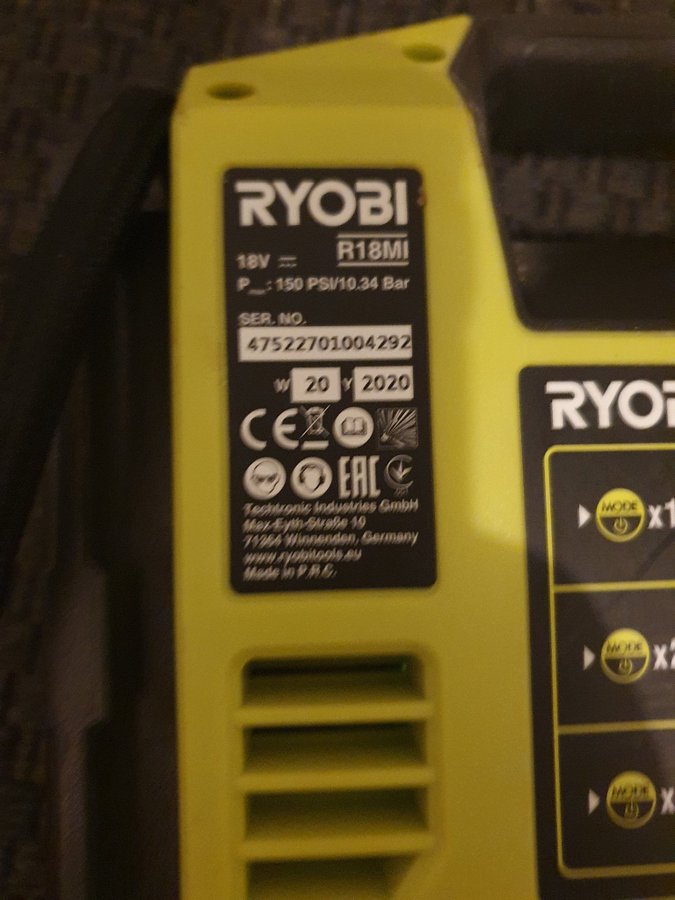 RYOBI
R18MI
18V
P__: 150 PSI/10.34 Bar
SER. NO.
47522701004292
W 20 Y 2020
CE
EAC
Techtronic Industries GmbH
Max-Eyth-Straße 10
71364 Winnenden, Germany
www.ryobitools.eu
Made in P.R.C.
RYO
MODE x1
MODE x2
MODE x